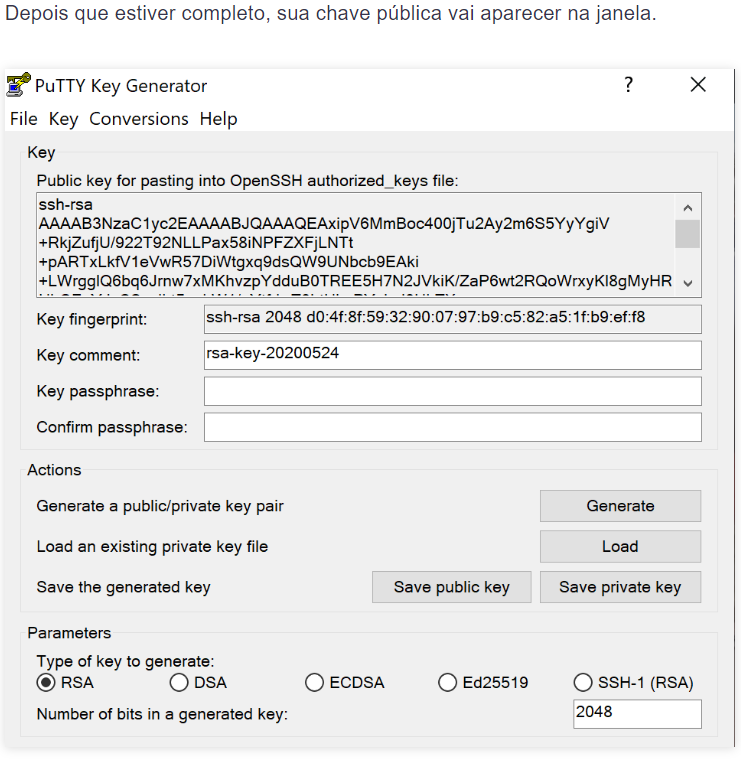 Depois que estiver completo, sua chave pública vai aparecer na janela.
PuTTY Key Generator
?
File Key Conversions Help
Key
Public key for pasting into OpenSSH authorized_keys file:
ssh-rsa
AAAAB3NzaC1yc2EAAAABJQAAAQEAxipV6MmBoc400jTu2Ay2m6S5YyYgiV
+RkjZufjU/922T92NLLPax58iNPFZXFjLNTt
+pARTxLkfV1eVwR57DiWtgxq9dsQW9UNbcb9EAki
+LWrgglQ6bq6Jrnw7xMKhvzpYdduB0TREE5H7N2JVkiK/ZaP6wt2RQoWrxyKl8gMyHR
Key fingerprint:
ssh-rsa 2048 d0:4f:8f:59:32:90:07:97:b9:c5:82:a5:1f:b9:ef:f8
Key comment:
rsa-key-20200524
Key passphrase:
Confirm passphrase:
Actions
Generate a public/private key pair
Generate
Load an existing private key file
Load
Save the generated key
Save public key
Save private key
Parameters
Type of key to generate:
RSA DSA ECDSA Ed25519 SSH-1 (RSA)
Number of bits in a generated key:
2048